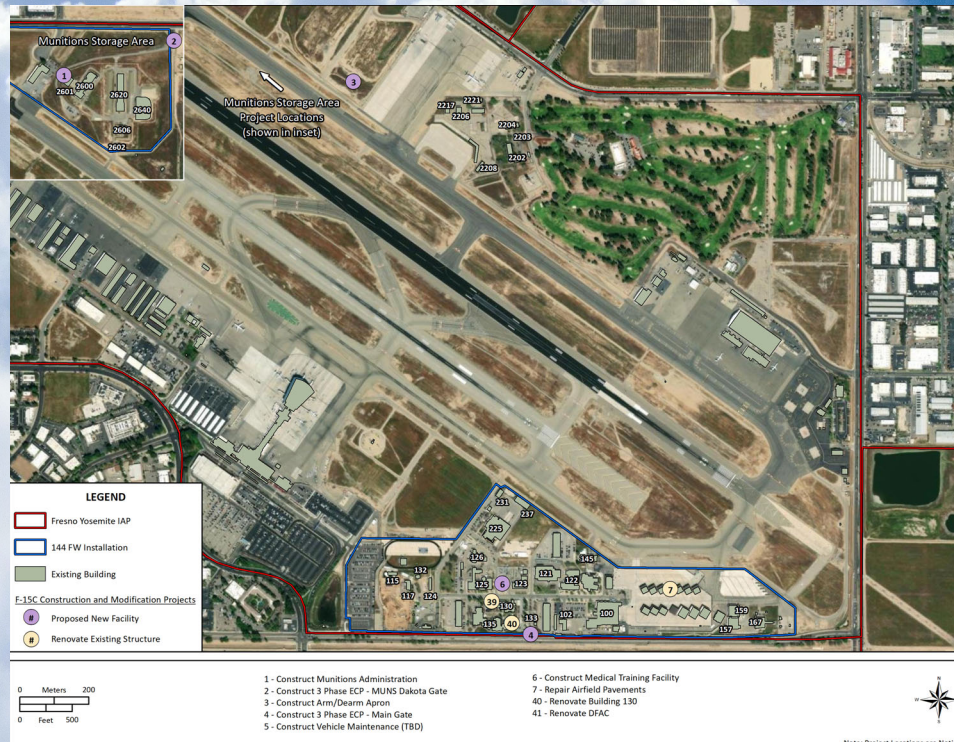 Munitions Storage Area
2
1
2600
2601
2620
2640
2606
2602
3
Munitions Storage Area
Project Locations
(shown in inset)
2221
2217
2206
2204
2203
2202
2208
LEGEND
Fresno Yosemite IAP
144 FW Installation
Existing Building
F-15C Construction and Modification Projects
# Proposed New Facility
# Renovate Existing Structure
231
237
225
126
145
132
115
121
122
125
6
123
117
124
7
39
130
159
100
40
133
102
135
167
157
4
0 Meters 200
0 Feet 500
1 - Construct Munitions Administration
2 - Construct 3 Phase ECP - MUNS Dakota Gate
3 - Construct Arm/Dearm Apron
4 - Construct 3 Phase ECP - Main Gate
5 - Construct Vehicle Maintenance (TBD)
6 - Construct Medical Training Facility
7 - Repair Airfield Pavements
40 - Renovate Building 130
41 - Renovate DFAC
N
W E
S